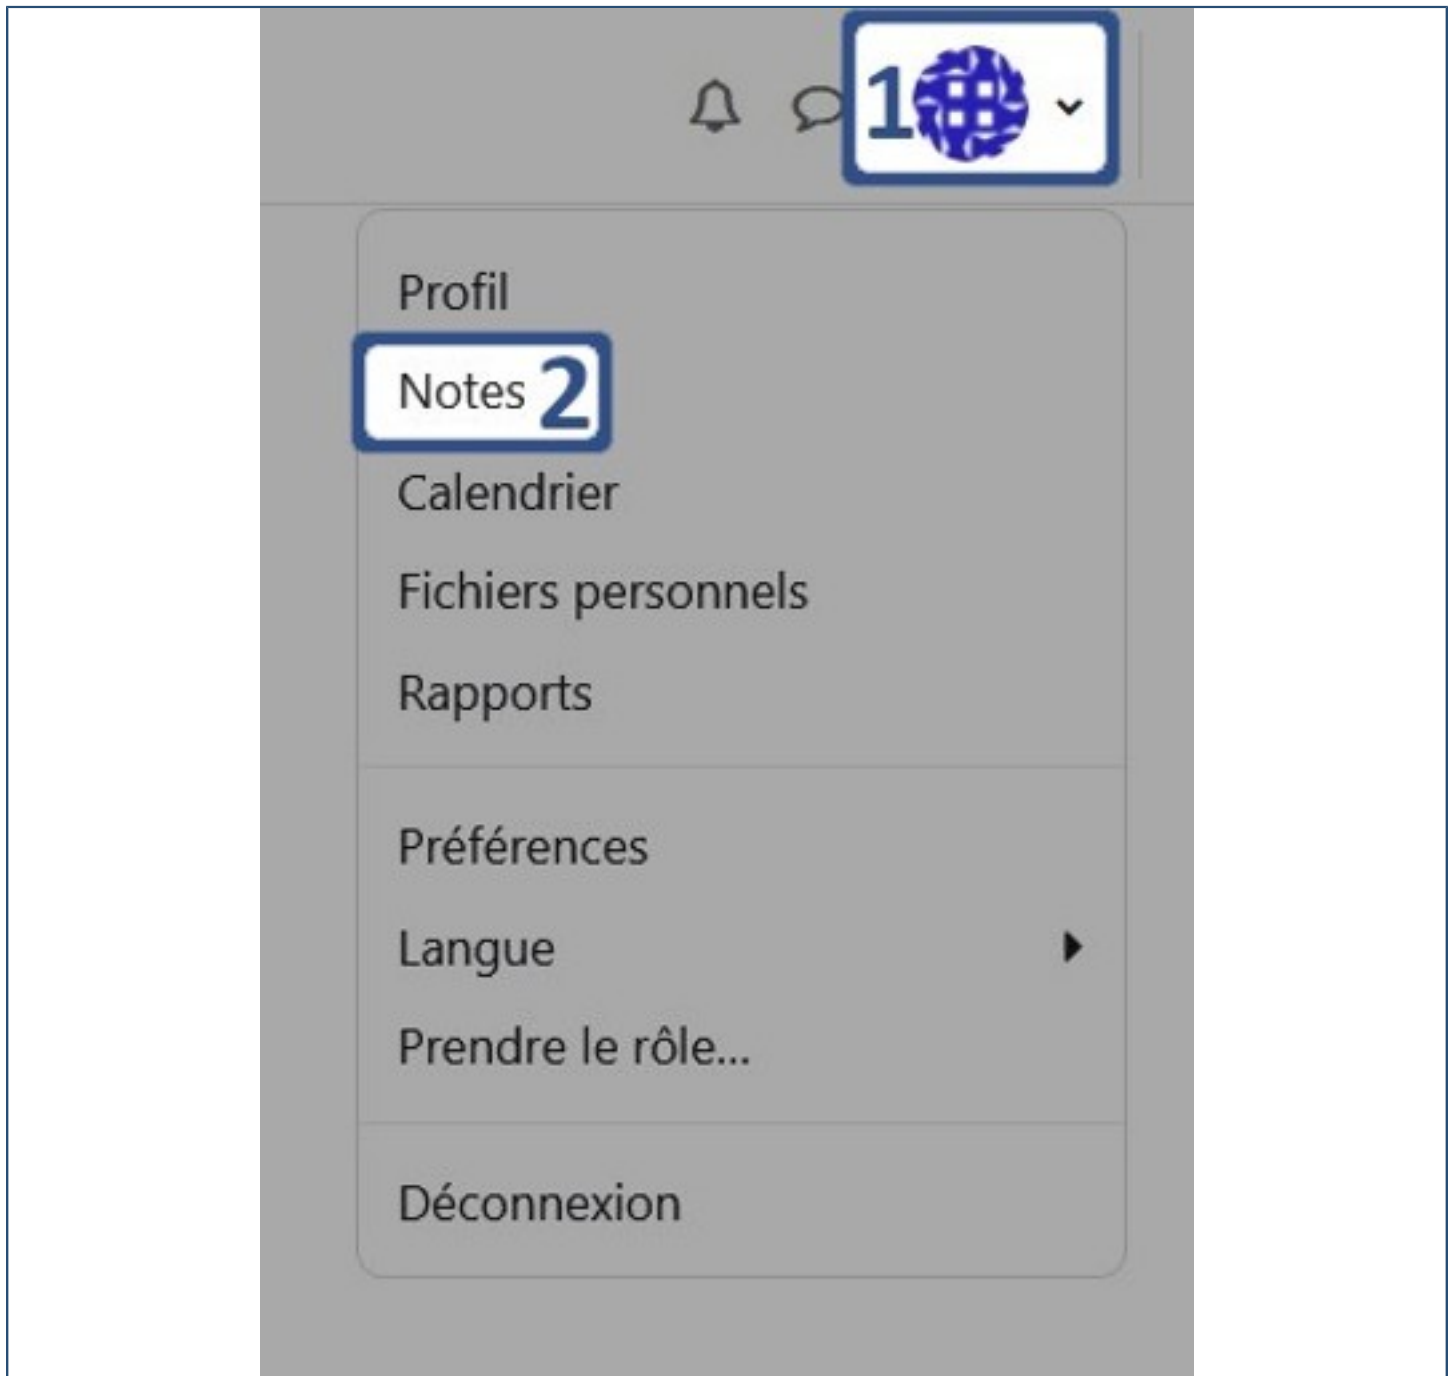 1
Profil
Notes 2
Calendrier
Fichiers personnels
Rapports
Préférences
Langue
Prendre le rôle...
Déconnexion